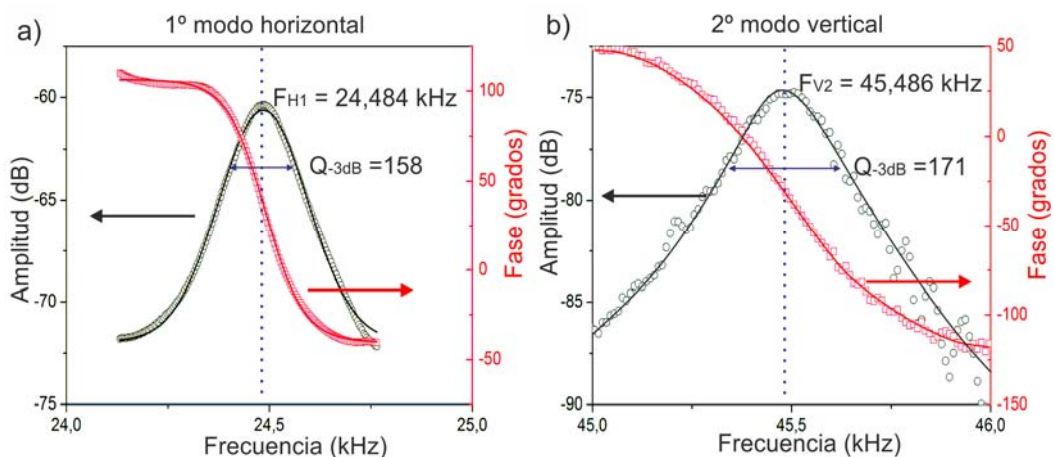 a)
1º modo horizontal
-60
-65
-70
-75
Amplitud (dB)
100
50
0
-50
Fase (grados)
F_H1 = 24,484 kHz
Q-3dB =158
24,0
24,5
25,0
Frecuencia (kHz)
b)
2º modo vertical
-75
-80
-85
-90
Amplitud (dB)
50
0
-50
-100
-150
Fase (grados)
F_V2 = 45,486 kHz
Q-3dB =171
45,0
45,5
46,0
Frecuencia (kHz)